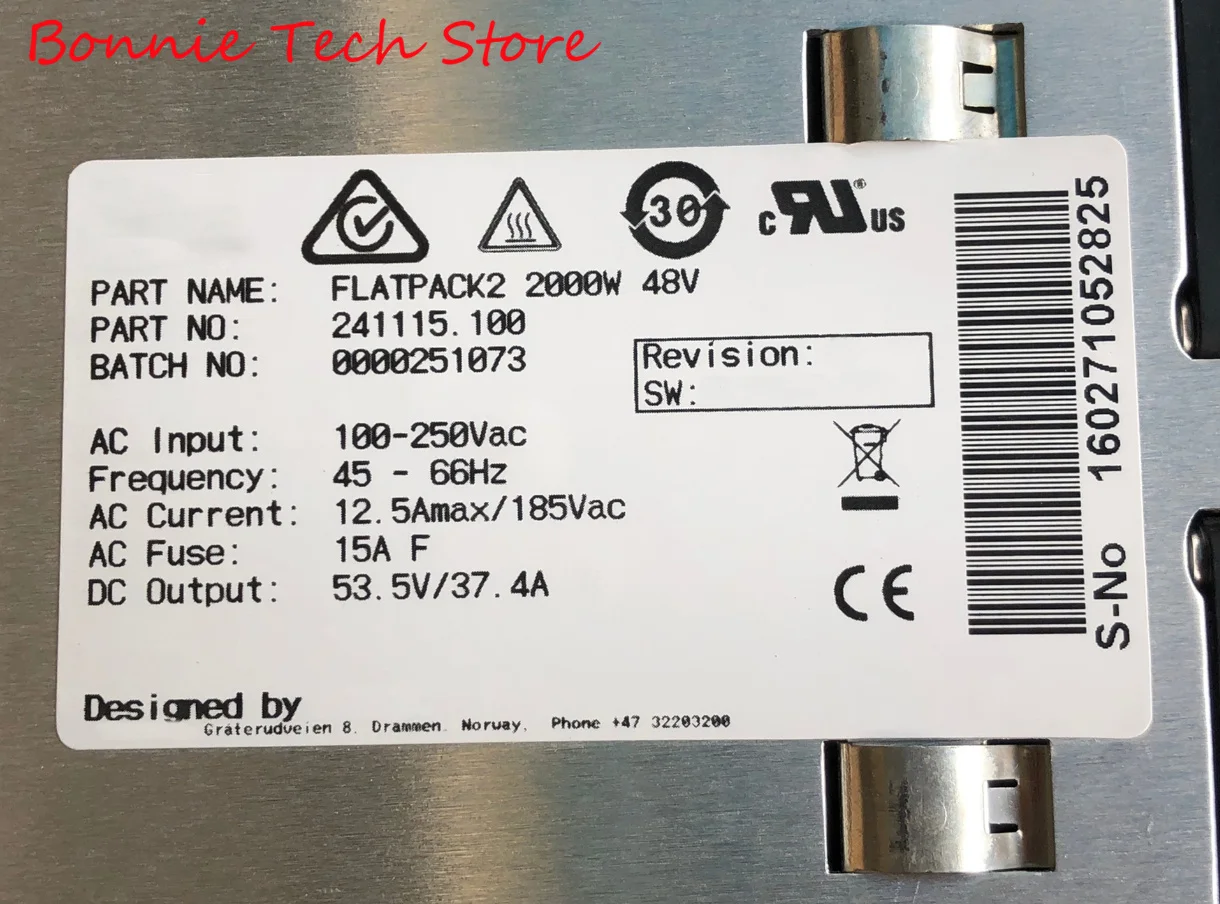 Bonnie Tech Store
30
c RU® US
PART NAME: FLATPACK2 2000W 48V
PART NO: 241115.100
BATCH NO: 0000251073
Revision:
SW:
AC Input: 100-250Vac
Frequency: 45 - 66Hz
AC Current: 12.5Amax/185Vac
AC Fuse: 15A F
DC Output: 53.5V/37.4A
CE
Designed by
Gråterudveien 8. Drammen. Norway. Phone +47 32203200
S-No 160271052825